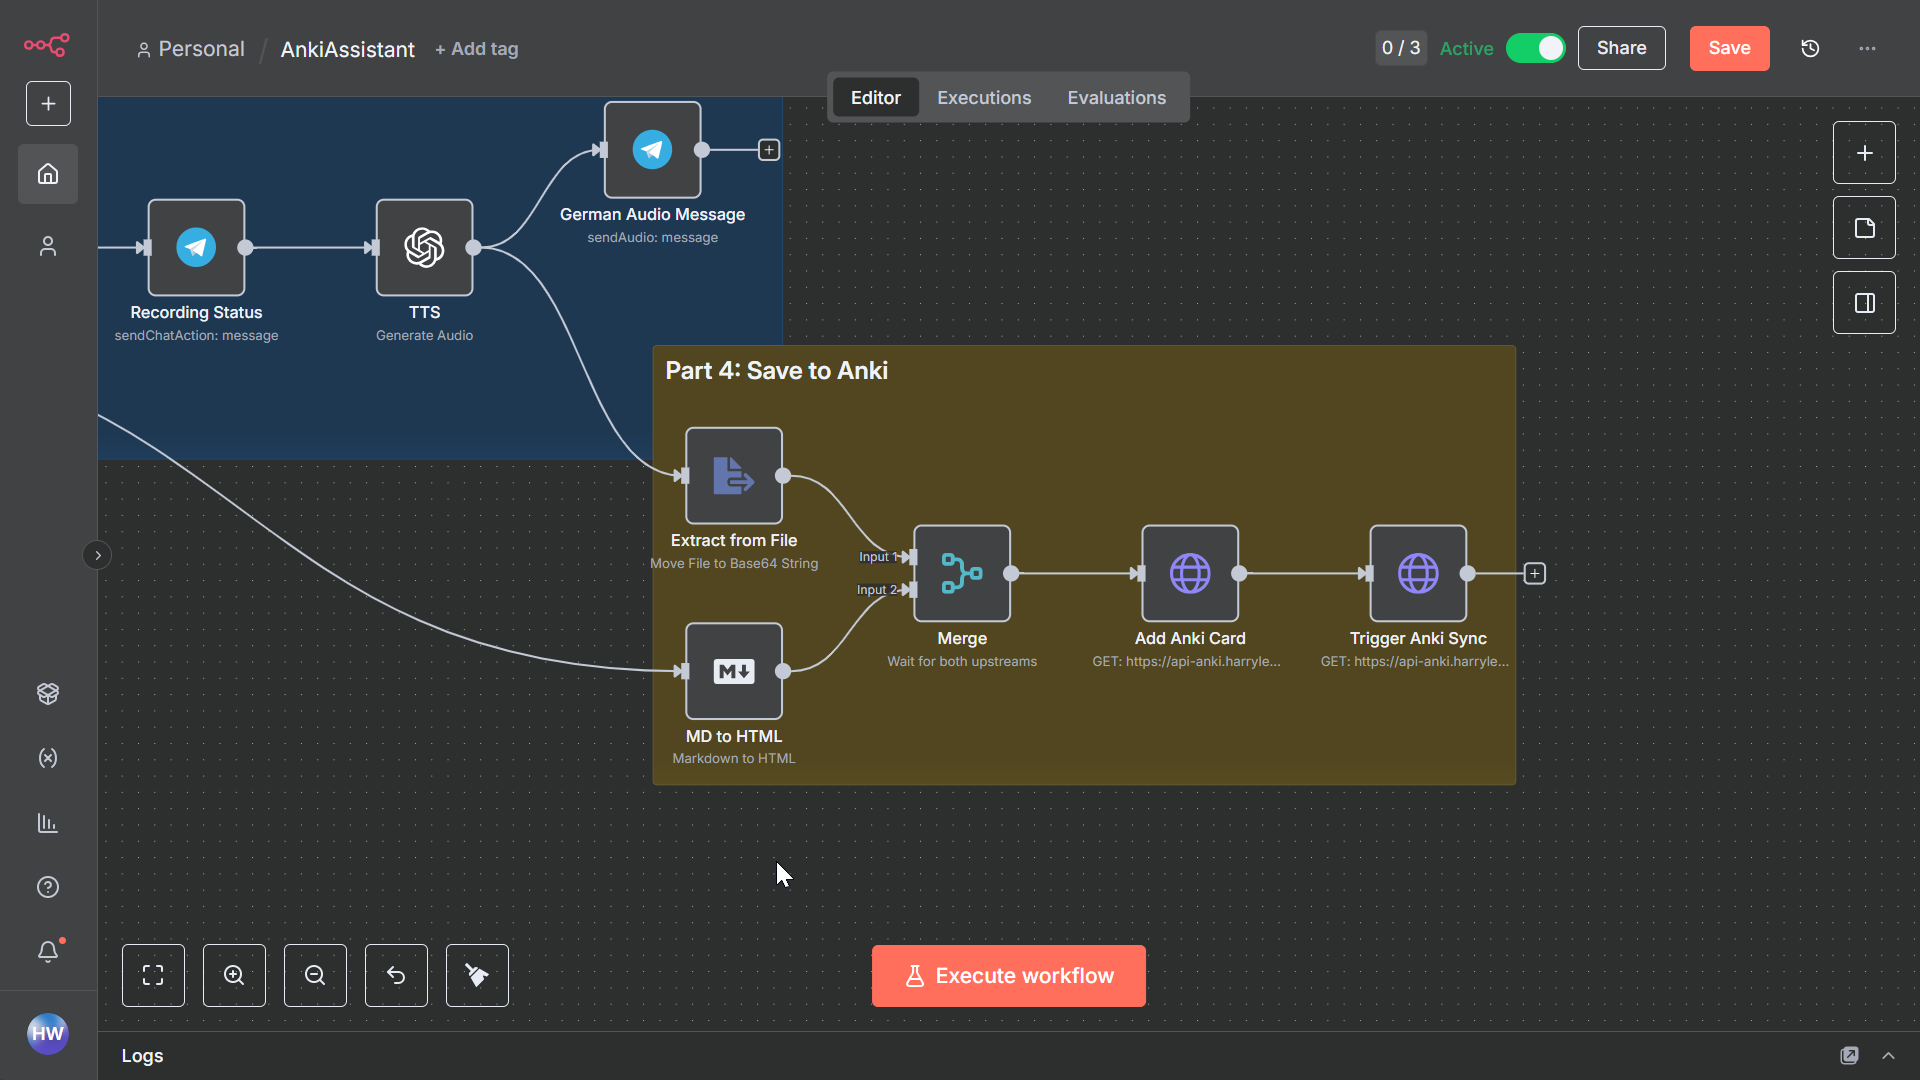 Personal / AnkiAssistant + Add tag
0 / 3 Active Share Save
Editor Executions Evaluations
German Audio Message
sendAudio: message
Recording Status
sendChatAction: message
TTS
Generate Audio
Part 4: Save to Anki
Extract from File
Move File to Base64 String
Input 1
Input 2
Merge
Wait for both upstreams
Add Anki Card
GET: https://api-anki.harryle...
Trigger Anki Sync
GET: https://api-anki.harryle...
M
MD to HTML
Markdown to HTML
Execute workflow
HW
Logs